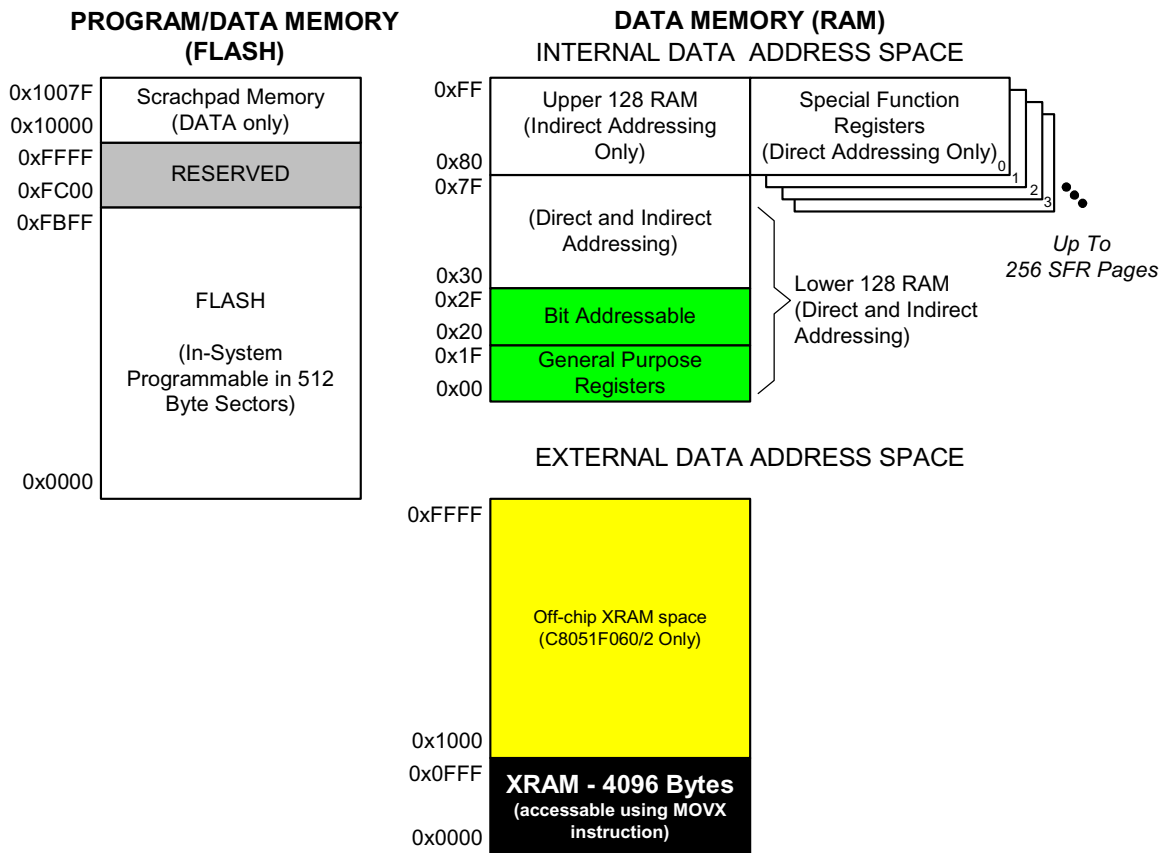 PROGRAM/DATA MEMORY
(FLASH)
0x1007F
0x10000
Scrachpad Memory
(DATA only)
0xFFFF
0xFC00
RESERVED
0xFBFF
FLASH
(In-System
Programmable in 512
Byte Sectors)
0x0000
DATA MEMORY (RAM)
INTERNAL DATA ADDRESS SPACE
0xFF
0x80
Upper 128 RAM
(Indirect Addressing
Only)
Special Function
Registers
(Direct Addressing Only)
0
1
2
3
Up To
256 SFR Pages
0x7F
(Direct and Indirect
Addressing)
0x30
0x2F
0x20
Bit Addressable
0x1F
0x00
General Purpose
Registers
Lower 128 RAM
(Direct and Indirect
Addressing)
EXTERNAL DATA ADDRESS SPACE
0xFFFF
Off-chip XRAM space
(C8051F060/2 Only)
0x1000
0x0FFF
XRAM - 4096 Bytes
(accessable using MOVX
instruction)
0x0000